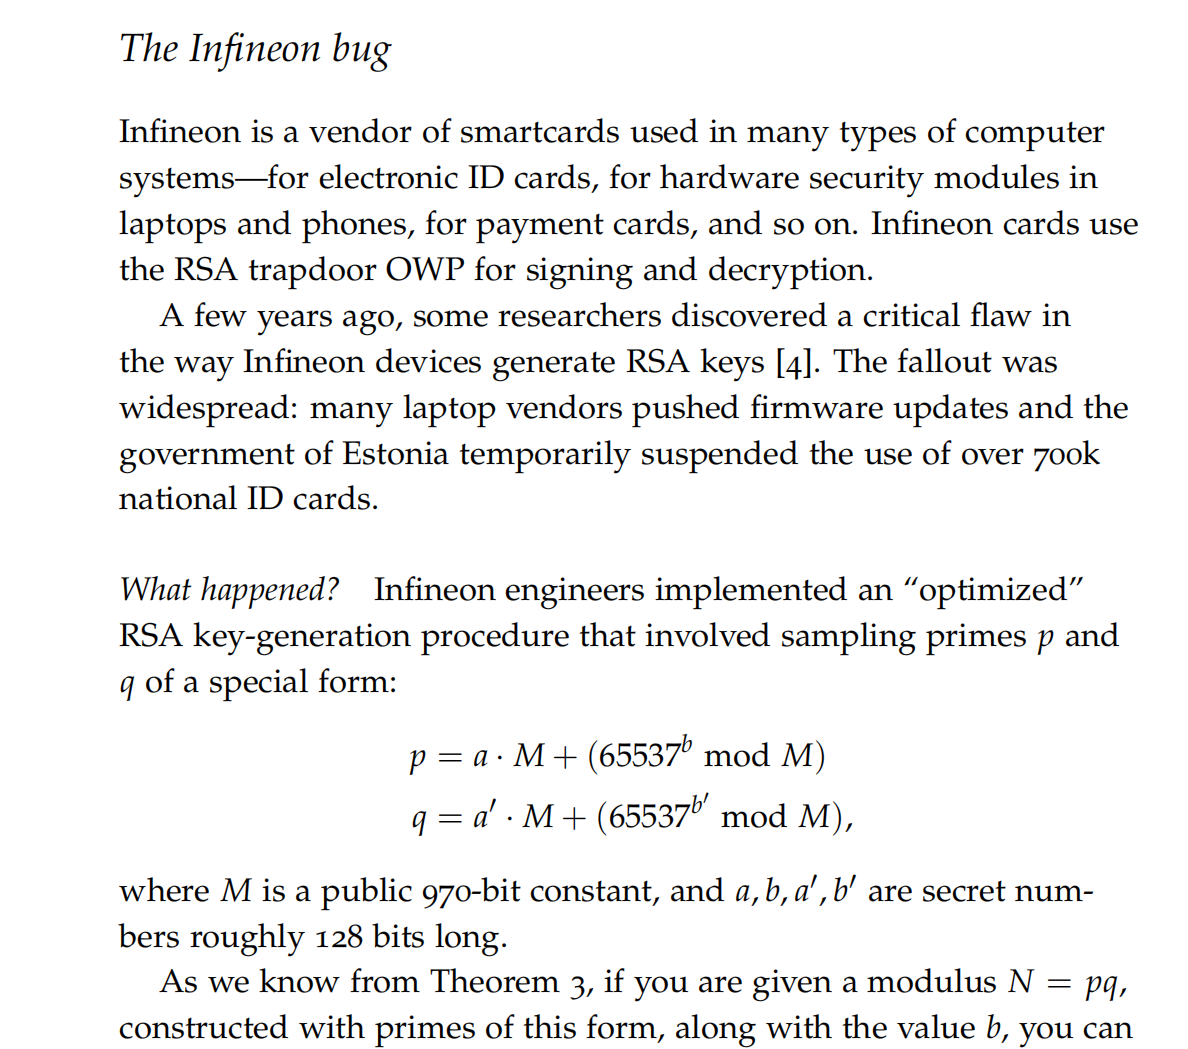 The Infineon bug
Infineon is a vendor of smartcards used in many types of computer
systems—for electronic ID cards, for hardware security modules in
laptops and phones, for payment cards, and so on. Infineon cards use
the RSA trapdoor OWP for signing and decryption.
A few years ago, some researchers discovered a critical flaw in
the way Infineon devices generate RSA keys [4]. The fallout was
widespread: many laptop vendors pushed firmware updates and the
government of Estonia temporarily suspended the use of over 700k
national ID cards.
What happened? Infineon engineers implemented an “optimized”
RSA key-generation procedure that involved sampling primes p and
q of a special form:
p = a · M + (65537^b mod M)
q = a′ · M + (65537^b′ mod M),
where M is a public 970-bit constant, and a, b, a′, b′ are secret num-
bers roughly 128 bits long.
As we know from Theorem 3, if you are given a modulus N = pq,
constructed with primes of this form, along with the value b, you can